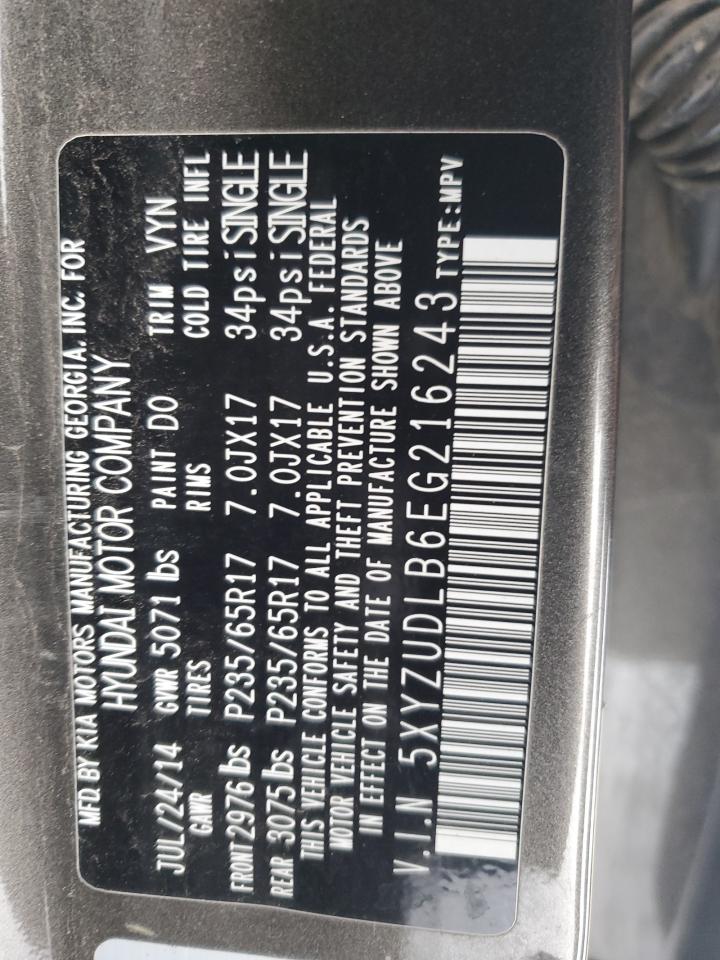 MFD. BY KIA MOTORS MANUFACTURING GEORGIA. INC. FOR
HYUNDAI MOTOR COMPANY
JUL/24/14 GVWR 5071 lbs PAINT DO TRIM VYN
GAWR TIRES RIMS COLD TIRE INFL
FRONT 2976 lbs P235/65R17 7.0JX17 34psi SINGLE
REAR 3075 lbs P235/65R17 7.0JX17 34psi SINGLE
THIS VEHICLE CONFORMS TO ALL APPLICABLE U.S.A. FEDERAL
MOTOR VEHICLE SAFETY AND THEFT PREVENTION STANDARDS
IN EFFECT ON THE DATE OF MANUFACTURE SHOWN ABOVE
V.I.N 5XYZUDLB6EG216243 TYPE:MPV